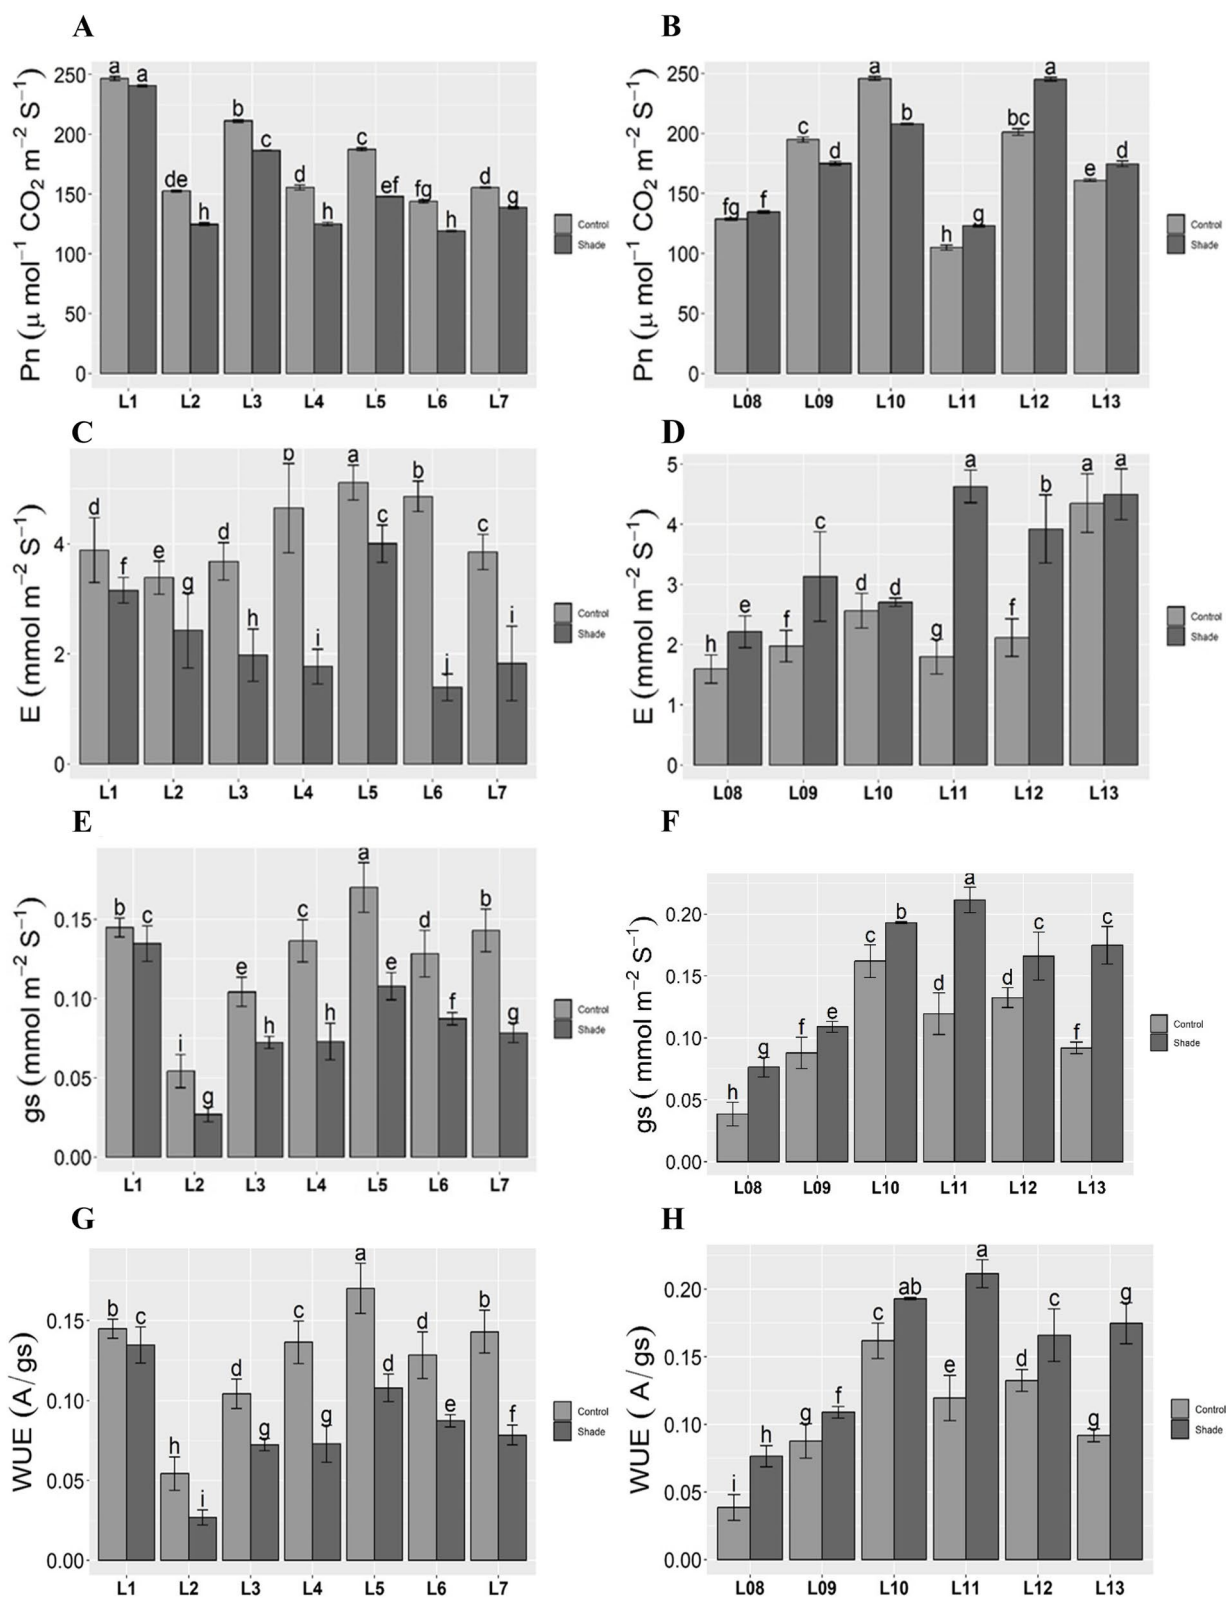 A
Pn (μ mol⁻¹ CO₂ m⁻² S⁻¹)
250
200
150
100
50
0
a a
de h
b c
d h
c ef
fg h
d g
L1 L2 L3 L4 L5 L6 L7
Control
Shade
B
Pn (μ mol⁻¹ CO₂ m⁻² S⁻¹)
250
200
150
100
50
0
fg f
c d
a b
h g
bc a
e d
L08 L09 L10 L11 L12 L13
Control
Shade
C
E (mmol m⁻² S⁻¹)
4
2
0
d f
e g
d h
b i
a c
b j
c i
L1 L2 L3 L4 L5 L6 L7
Control
Shade
D
E (mmol m⁻² S⁻¹)
5
4
3
2
1
0
h e
f c
d d
g a
f b
a a
L08 L09 L10 L11 L12 L13
Control
Shade
E
gs (mmol m⁻² S⁻¹)
0.15
0.10
0.05
0.00
b c
i g
e h
c h
a e
d f
b g
L1 L2 L3 L4 L5 L6 L7
Control
Shade
F
gs ( mmol m⁻² S⁻¹)
0.20
0.15
0.10
0.05
0.00
h g
f e
c b
d a
d c
f c
L08 L09 L10 L11 L12 L13
Control
Shade
G
WUE (A/gs)
0.15
0.10
0.05
0.00
b c
h i
d g
c g
a d
d e
b f
L1 L2 L3 L4 L5 L6 L7
Control
Shade
H
WUE ( A/gs)
0.20
0.15
0.10
0.05
0.00
i h
g f
c ab
e a
d c
g g
L08 L09 L10 L11 L12 L13
Control
Shade